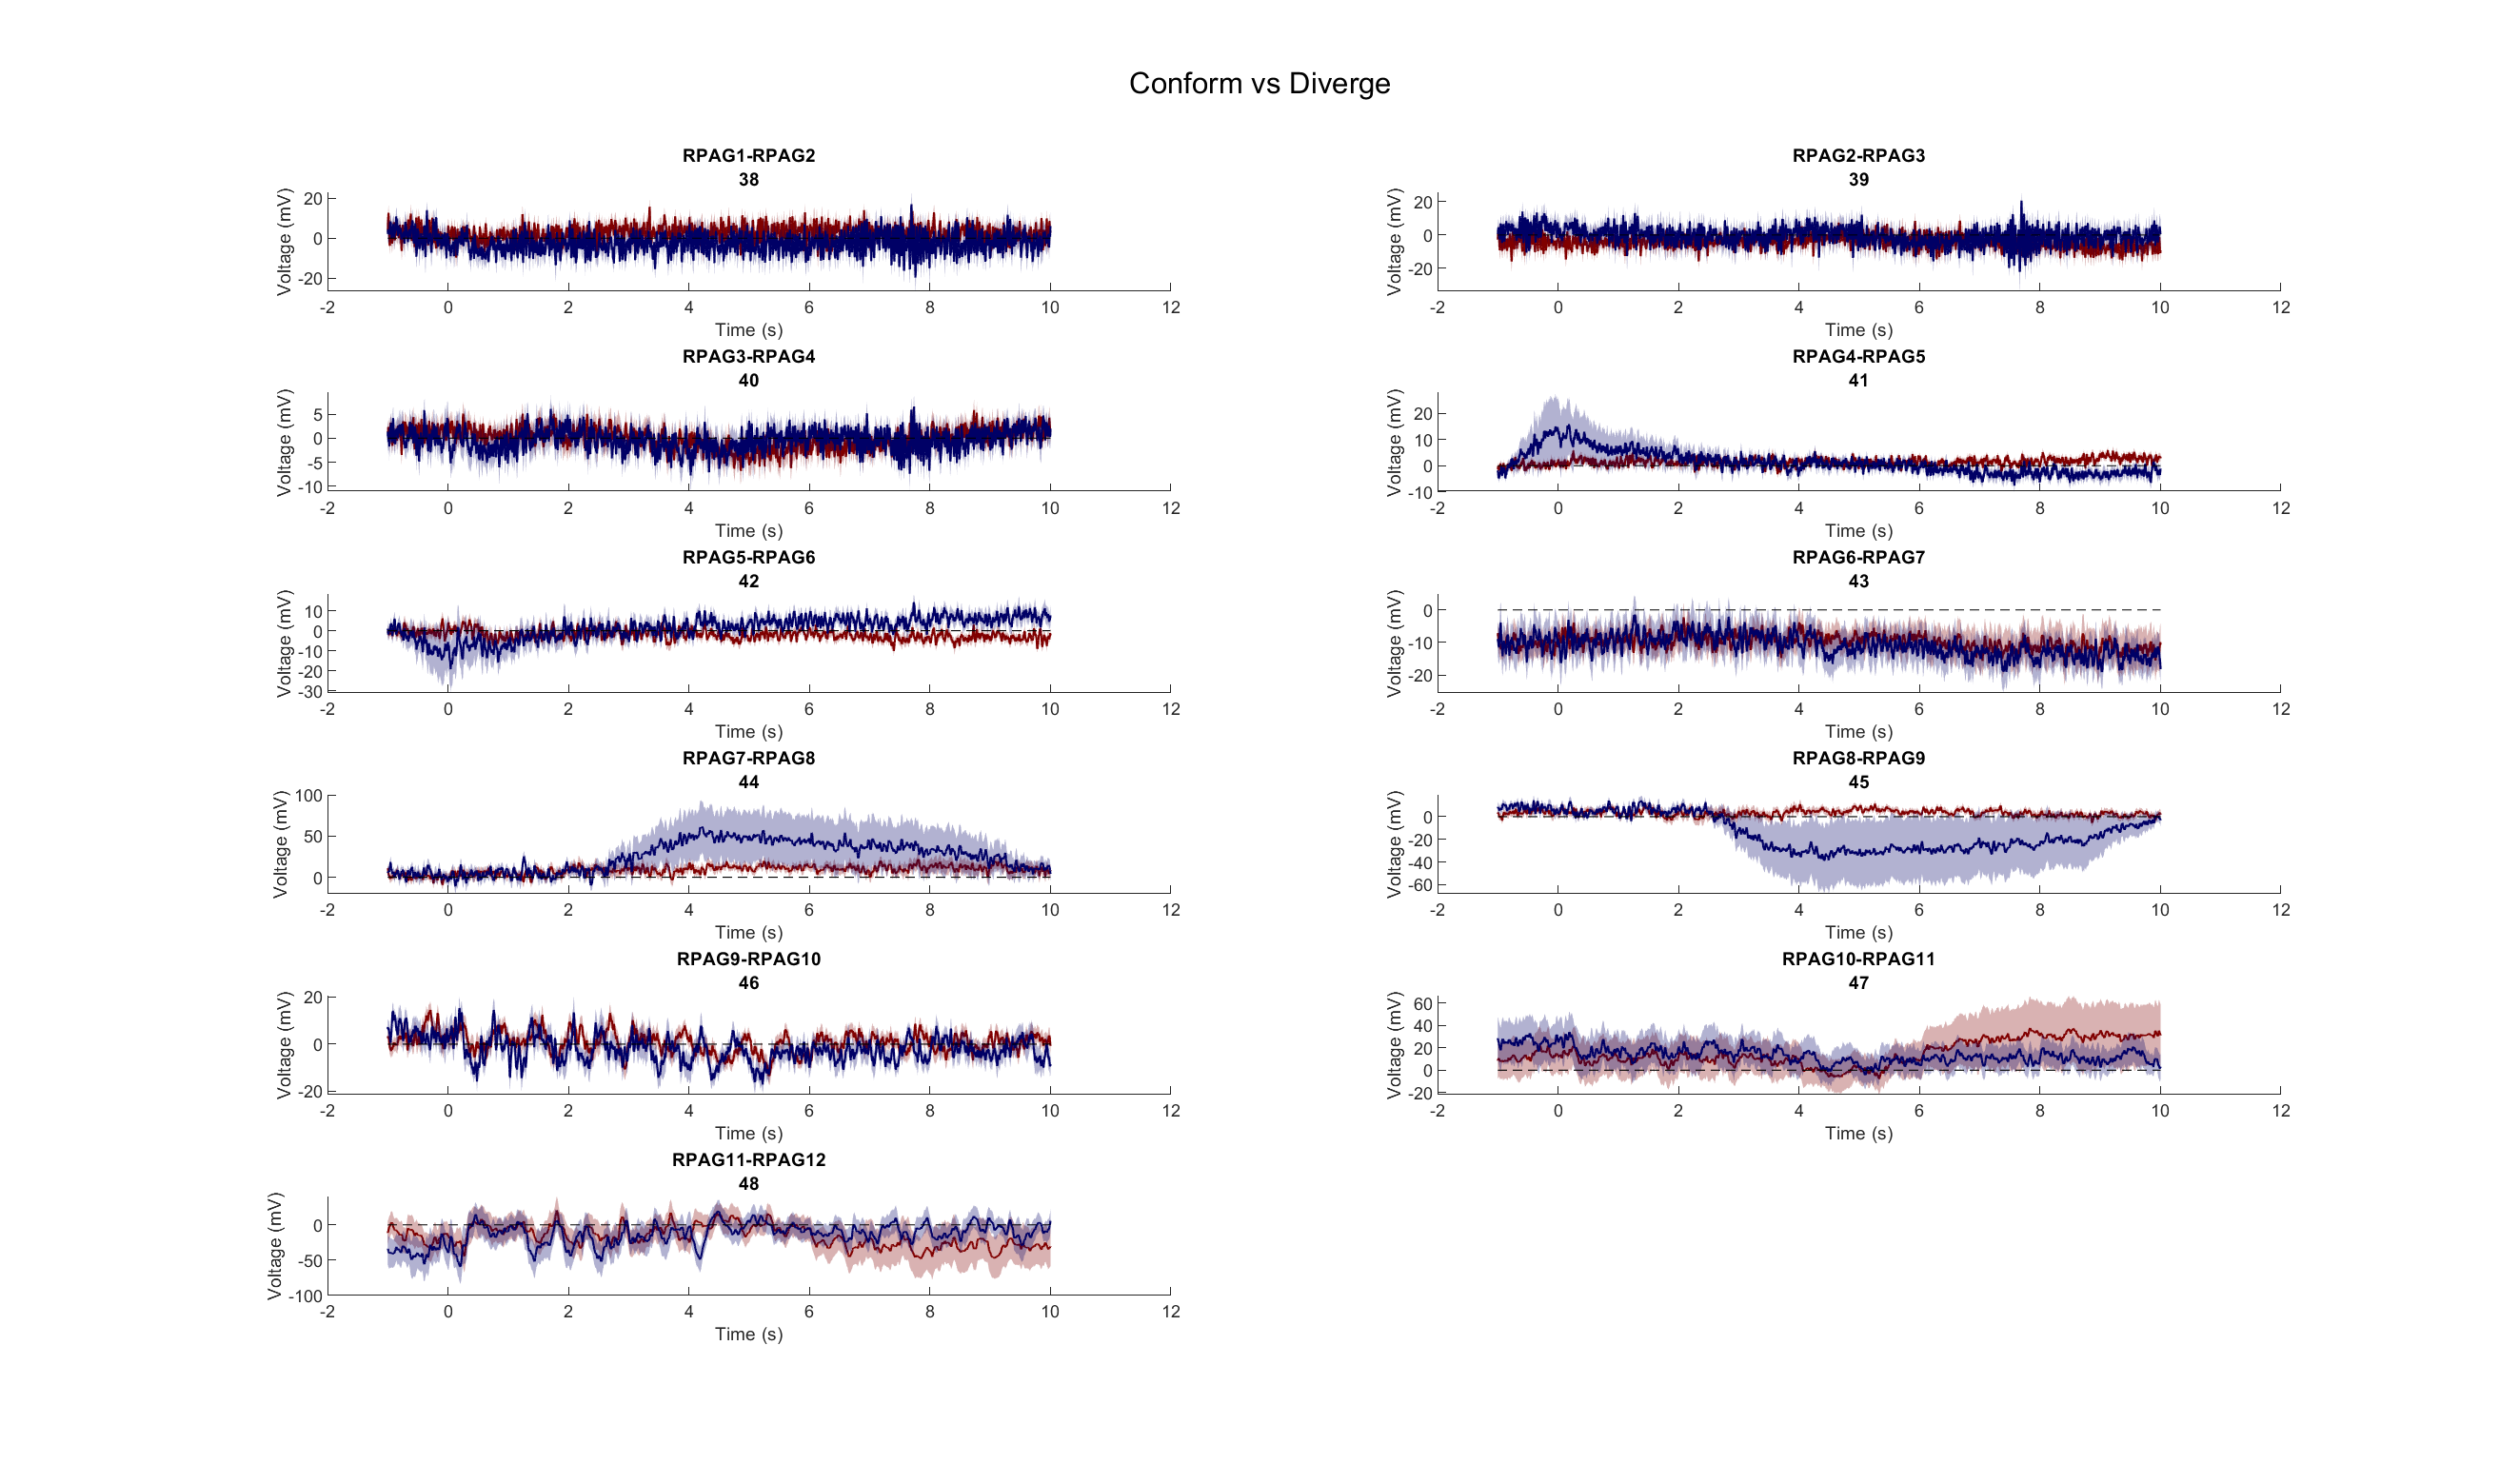 Conform vs Diverge
RPAG1-RPAG2
38
Voltage (mV)
20
0
-20
-2 0 2 4 6 8 10 12
Time (s)
RPAG2-RPAG3
39
Voltage (mV)
20
0
-20
-2 0 2 4 6 8 10 12
Time (s)
RPAG3-RPAG4
40
Voltage (mV)
5
0
-5
-10
-2 0 2 4 6 8 10 12
Time (s)
RPAG4-RPAG5
41
Voltage (mV)
20
10
0
-10
-2 0 2 4 6 8 10 12
Time (s)
RPAG5-RPAG6
42
Voltage (mV)
10
0
-10
-20
-30
-2 0 2 4 6 8 10 12
Time (s)
RPAG6-RPAG7
43
Voltage (mV)
0
-10
-20
-2 0 2 4 6 8 10 12
Time (s)
RPAG7-RPAG8
44
Voltage (mV)
100
50
0
-2 0 2 4 6 8 10 12
Time (s)
RPAG8-RPAG9
45
Voltage (mV)
0
-20
-40
-60
-2 0 2 4 6 8 10 12
Time (s)
RPAG9-RPAG10
46
Voltage (mV)
20
0
-20
-2 0 2 4 6 8 10 12
Time (s)
RPAG10-RPAG11
47
Voltage (mV)
60
40
20
0
-20
-2 0 2 4 6 8 10 12
Time (s)
RPAG11-RPAG12
48
Voltage (mV)
0
-50
-100
-2 0 2 4 6 8 10 12
Time (s)